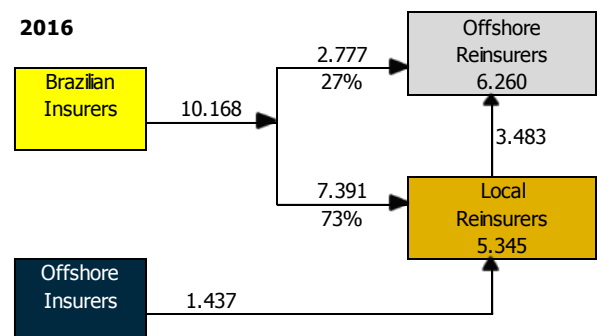 2016
Brazilian
Insurers
10.168
2.777
27%
Offshore
Reinsurers
6.260
3.483
7.391
73%
Local
Reinsurers
5.345
Offshore
Insurers
1.437